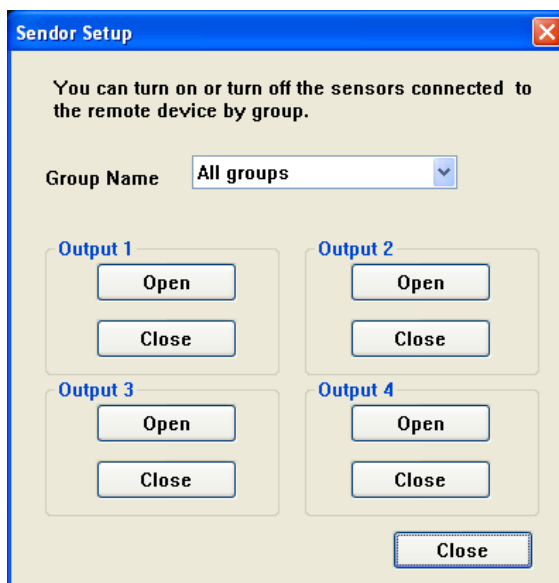 Sendor Setup
You can turn on or turn off the sensors connected to
the remote device by group.
Group Name All groups
Output 1 Output 2
Open Open
Close Close
Output 3 Output 4
Open Open
Close Close
Close